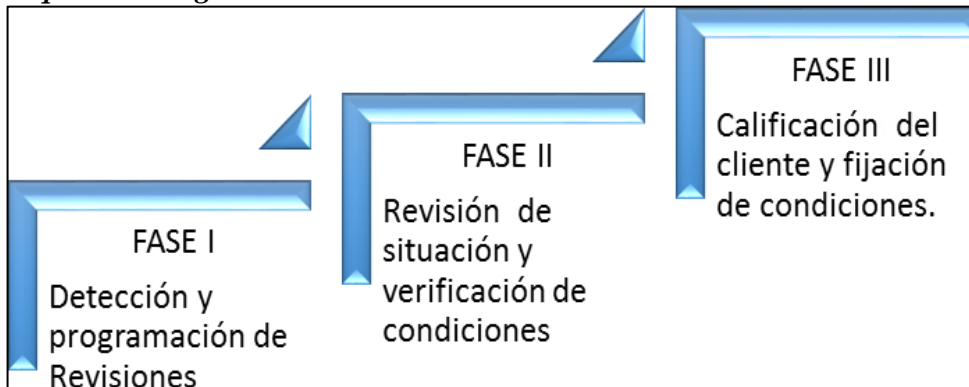 FASE I
Detección y
programación de
Revisiones
FASE II
Revisión de
situación y
verificación de
condiciones
FASE III
Calificación del
cliente y fijación
de condiciones.